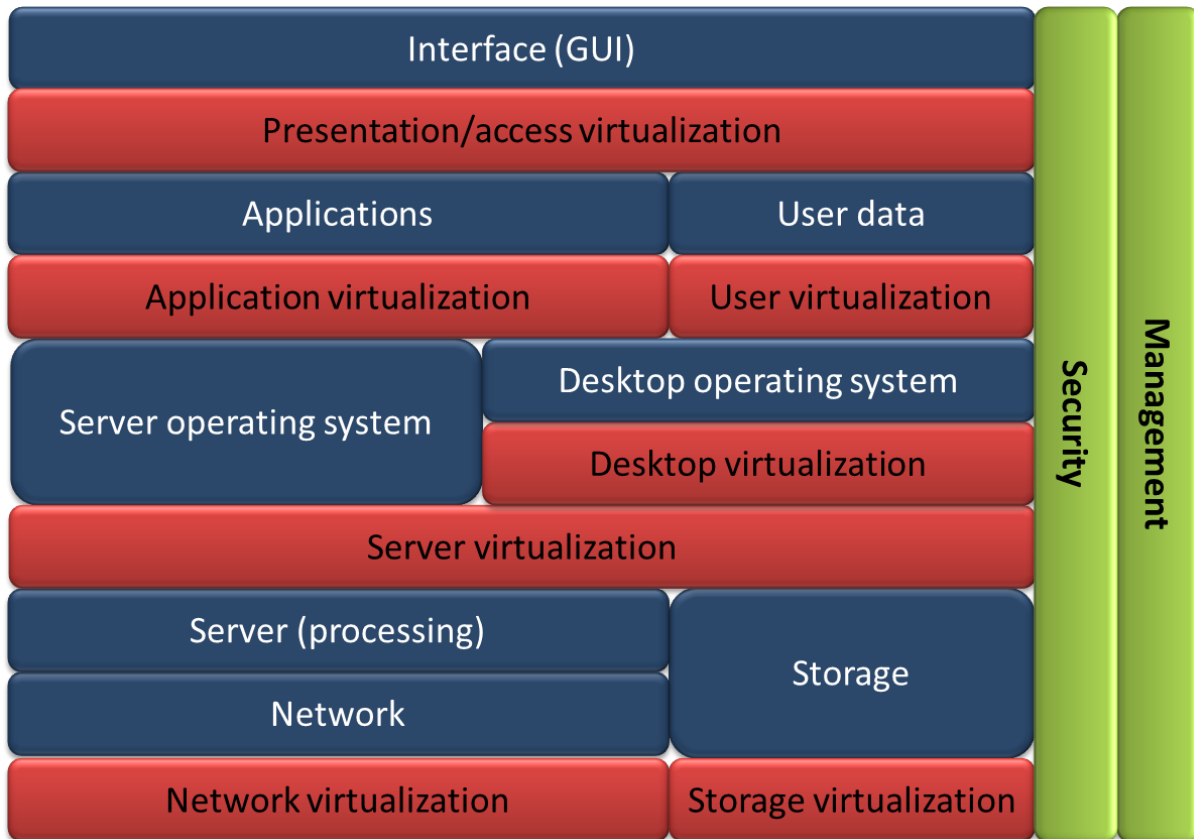 Interface (GUI)
Presentation/access virtualization
Applications
User data
Application virtualization
User virtualization
Server operating system
Desktop operating system
Desktop virtualization
Server virtualization
Server (processing)
Network
Storage
Network virtualization
Storage virtualization
Security
Management